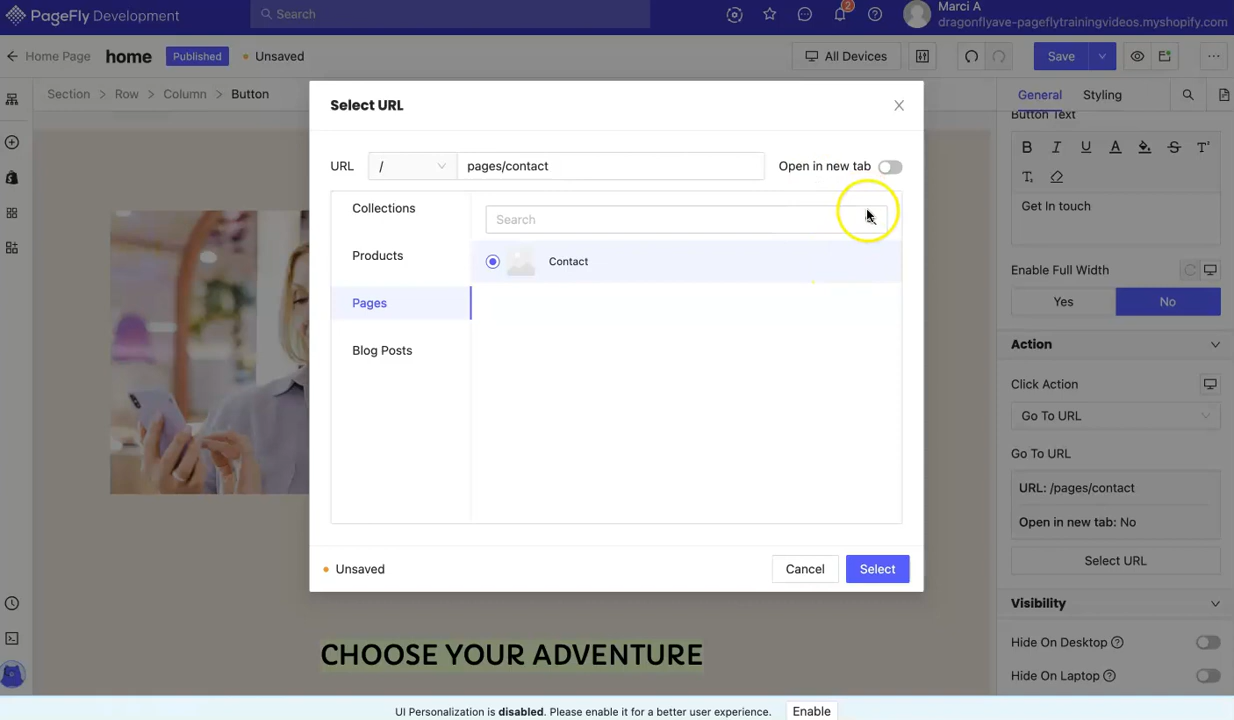 PageFly Development
Search
2
Marci A
dragonflyave-pageflytrainingvideos.myshopify.com
Home Page
home
Published
Unsaved
All Devices
Save
Section > Row > Column > Button
General
Styling
Button Text
B I U A S T
Get In touch
Enable Full Width
Yes
No
Action
Click Action
Go To URL
Go To URL
URL: /pages/contact
Open in new tab: No
Select URL
Visibility
Hide On Desktop
Hide On Laptop
Select URL
URL
/
pages/contact
Open in new tab
Collections
Products
Pages
Blog Posts
Search
Contact
Unsaved
Cancel
Select
CHOOSE YOUR ADVENTURE
UI Personalization is disabled. Please enable it for a better user experience.
Enable